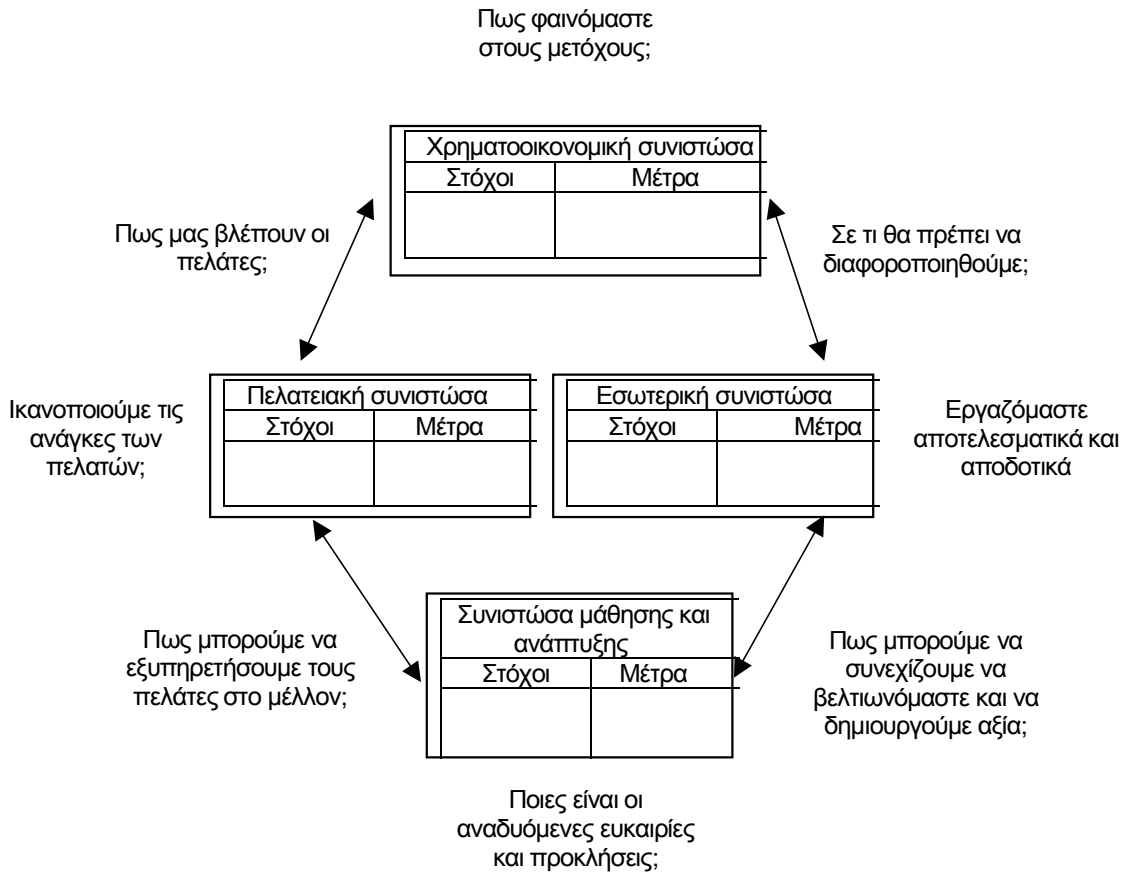 Πως φαινόμαστε
στους μετόχους;
Χρηματοοικονομική συνιστώσα
Στόχοι Μέτρα
Πως μας βλέπουν οι
πελάτες;
Σε τι θα πρέπει να
διαφοροποιηθούμε;
Ικανοποιούμε τις
ανάγκες των
πελατών;
Πελατειακή συνιστώσα
Στόχοι Μέτρα
Εσωτερική συνιστώσα
Στόχοι Μέτρα
Εργαζόμαστε
αποτελεσματικά και
αποδοτικά
Πως μπορούμε να
εξυπηρετήσουμε τους
πελάτες στο μέλλον;
Συνιστώσα μάθησης και
ανάπτυξης
Στόχοι Μέτρα
Πως μπορούμε να
συνεχίζουμε να
βελτιωνόμαστε και να
δημιουργούμε αξία;
Ποιες είναι οι
αναδυόμενες ευκαιρίες
και προκλήσεις;